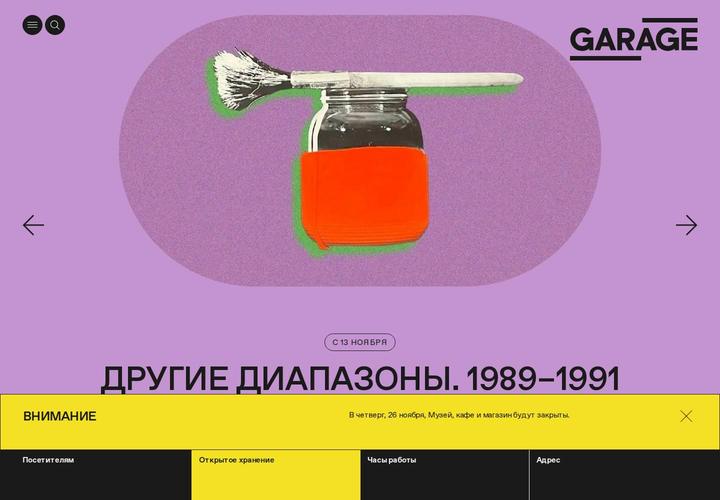 GARAGE
С 13 НОЯБРЯ
ДРУГИЕ ДИАПАЗОНЫ. 1989–1991
ВНИМАНИЕ
В четверг, 26 ноября, Музей, кафе и магазин будут закрыты.
Посетителям
Открытое хранение
Часы работы
Адрес